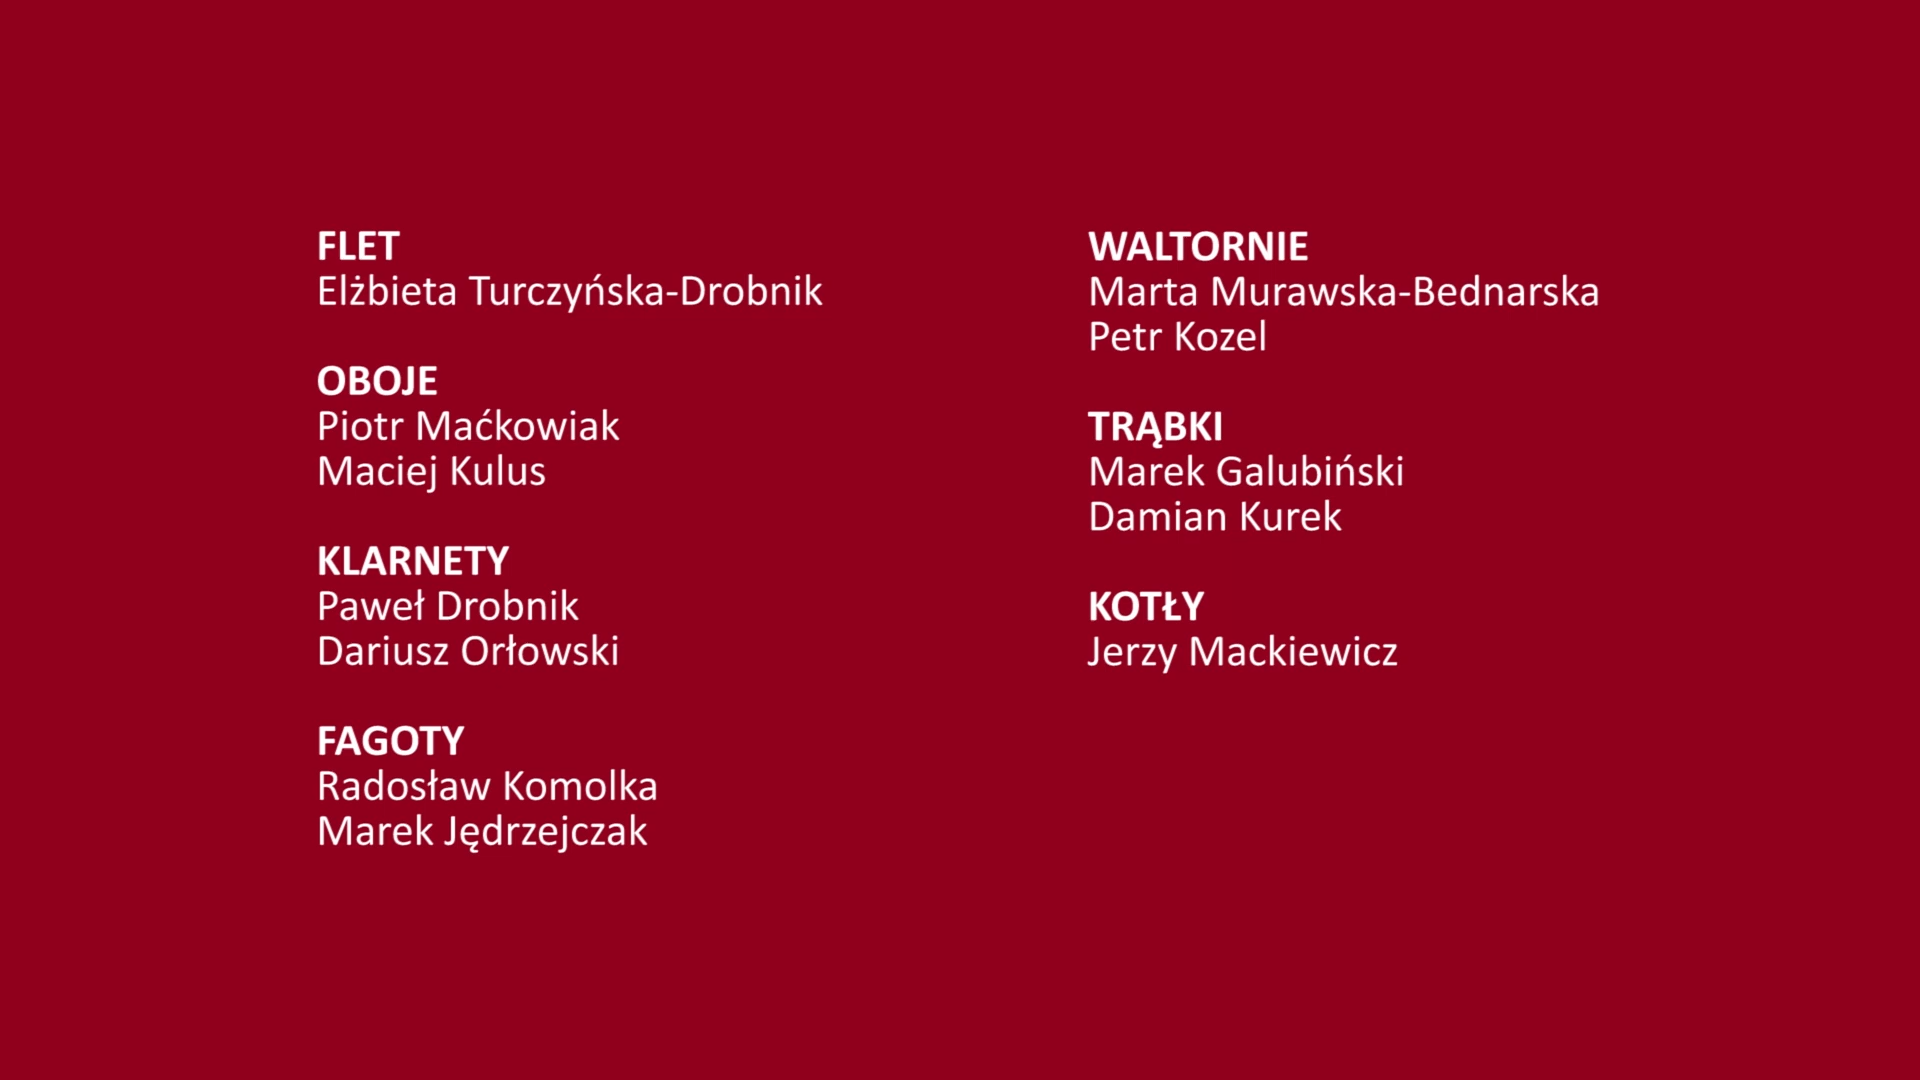 FLET
Elżbieta Turczyńska-Drobnik
OBOJE
Piotr Maćkowiak
Maciej Kulus
KLARNETY
Paweł Drobnik
Dariusz Orłowski
FAGOTY
Radosław Komolka
Marek Jędrzejczak
WALTORNIE
Marta Murawska-Bednarska
Petr Kozel
TRĄBKI
Marek Galubiński
Damian Kurek
KOTŁY
Jerzy Mackiewicz